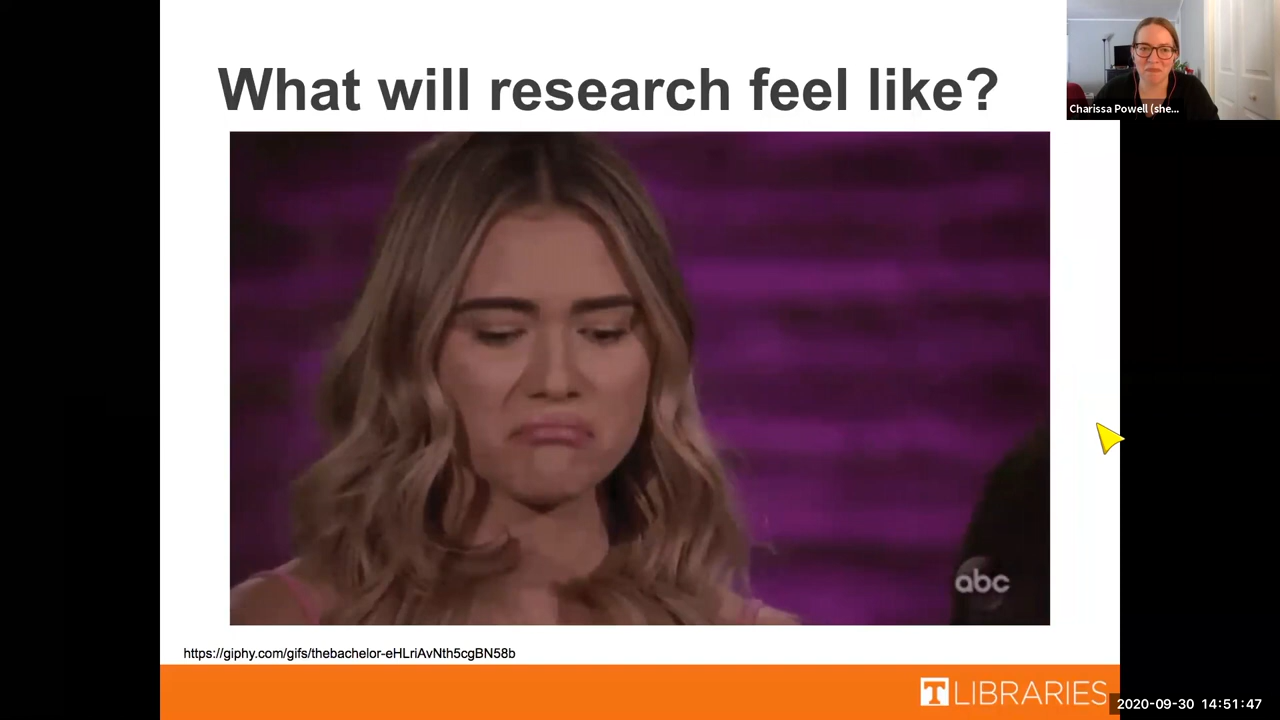 What will research feel like?
Charissa Powell (she...
abc
https://giphy.com/gifs/thebachelor-eHLriAvNth5cgBN58b
T LIBRARIES
2020-09-30 14:51:47